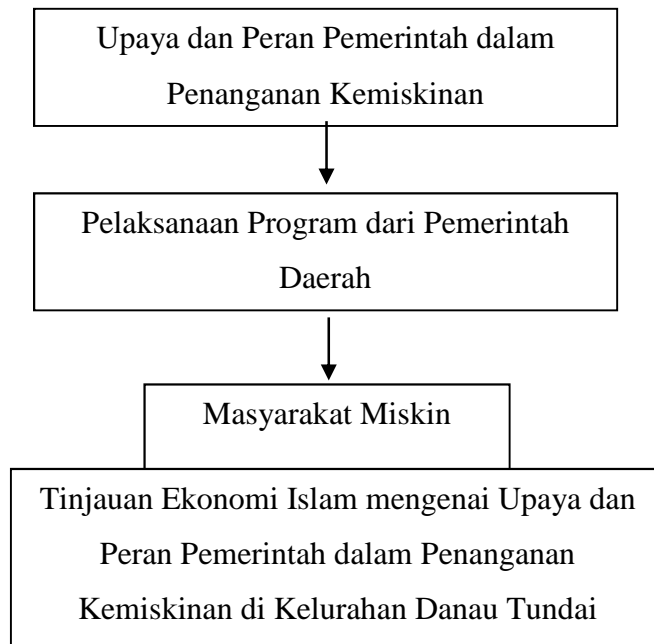 Upaya dan Peran Pemerintah dalam
Penanganan Kemiskinan
Pelaksanaan Program dari Pemerintah
Daerah
Masyarakat Miskin
Tinjauan Ekonomi Islam mengenai Upaya dan
Peran Pemerintah dalam Penanganan
Kemiskinan di Kelurahan Danau Tundai